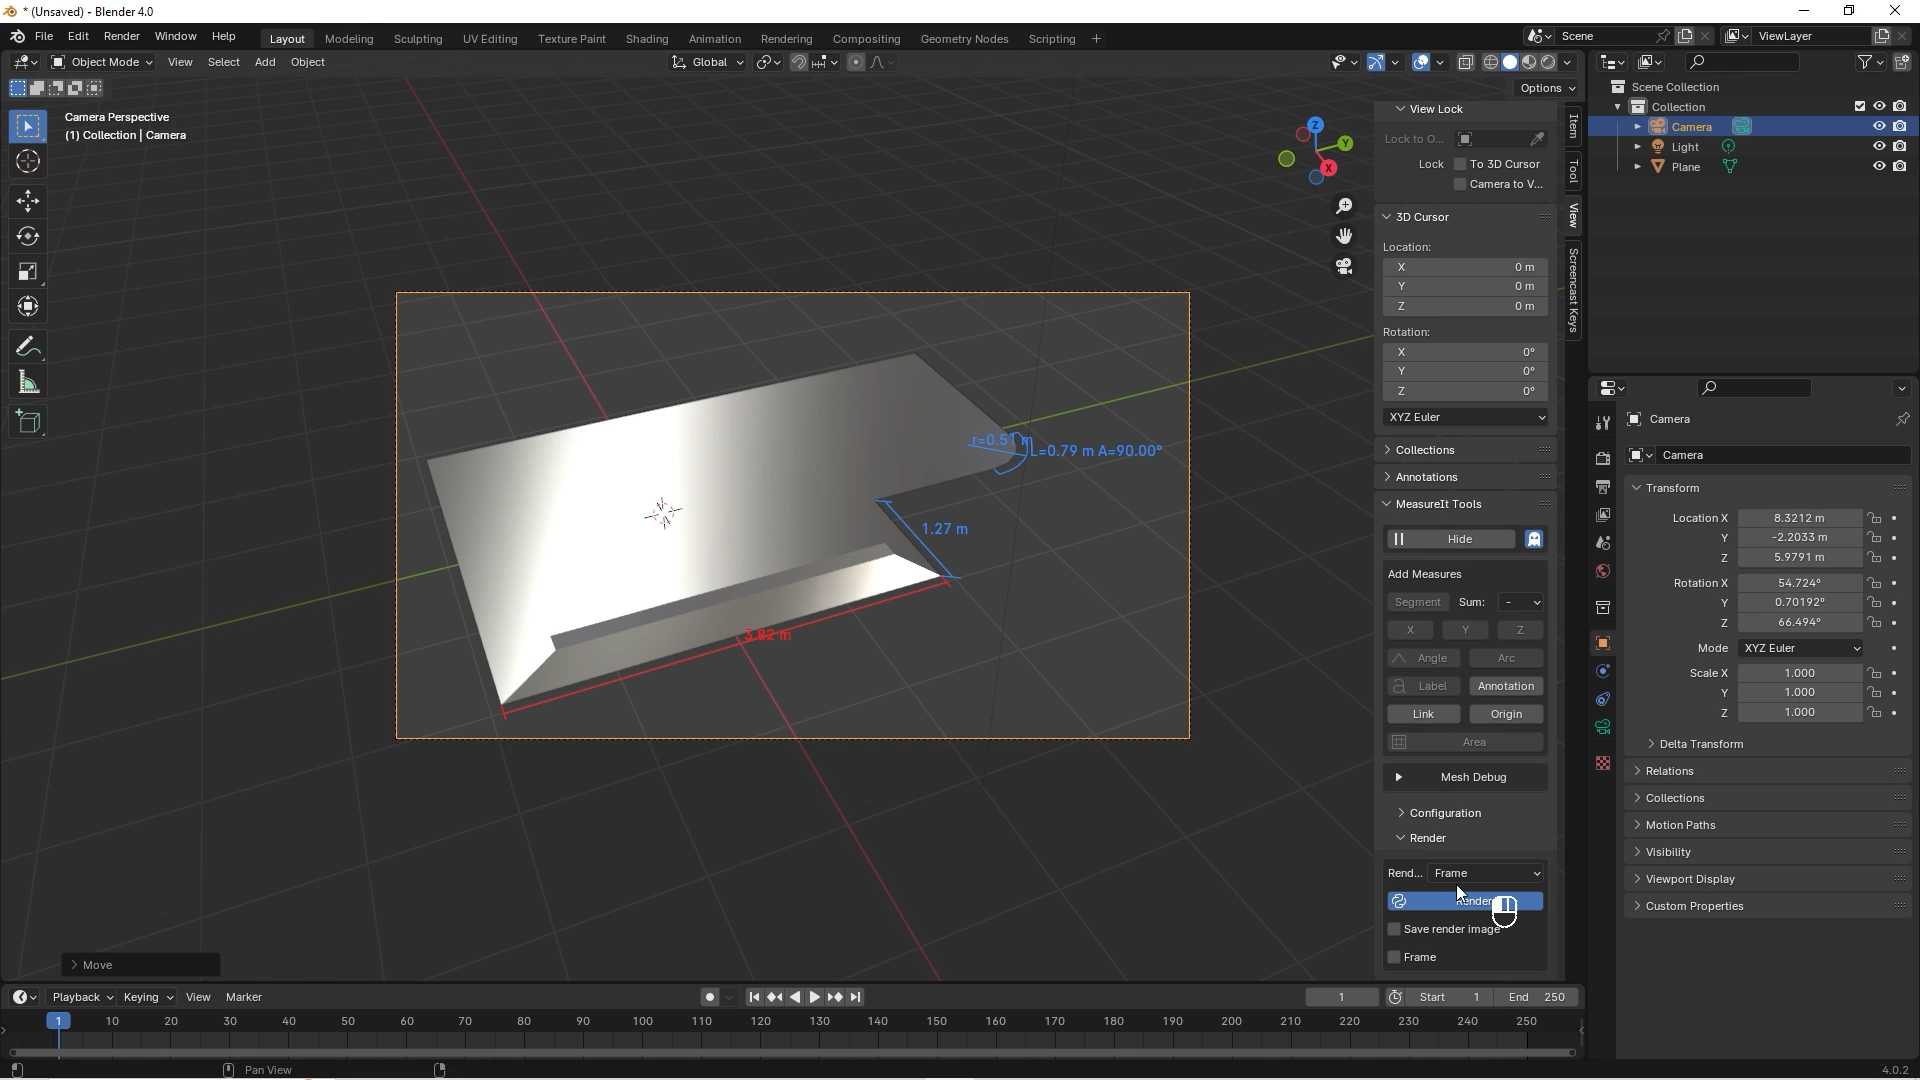 * (Unsaved) - Blender 4.0
File Edit Render Window Help
Layout Modeling Sculpting UV Editing Texture Paint Shading Animation Rendering Compositing Geometry Nodes Scripting +
Scene
ViewLayer
Object Mode View Select Add Object
Global
Options
Camera Perspective
(1) Collection | Camera
Z
Y
X
r=0.51 m
L=0.79 m A=90.00°
1.27 m
3.82 m
Move
View Lock
Lock to O...
Lock To 3D Cursor
Camera to V...
3D Cursor
Location:
X 0 m
Y 0 m
Z 0 m
Rotation:
X 0°
Y 0°
Z 0°
XYZ Euler
Collections
Annotations
MeasureIt Tools
Hide
Add Measures
Segment Sum: -
X Y Z
Angle Arc
Label Annotation
Link Origin
Area
Mesh Debug
Configuration
Render
Rend... Frame
Render
Save render image
Frame
Item
Tool
View
Screencast Keys
Scene Collection
Collection
Camera
Light
Plane
Camera
Camera
Transform
Location X 8.3212 m
Y -2.2033 m
Z 5.9791 m
Rotation X 54.724°
Y 0.70192°
Z 66.494°
Mode XYZ Euler
Scale X 1.000
Y 1.000
Z 1.000
Delta Transform
Relations
Collections
Motion Paths
Visibility
Viewport Display
Custom Properties
Playback Keying View Marker
1
Start 1
End 250
1 10 20 30 40 50 60 70 80 90 100 110 120 130 140 150 160 170 180 190 200 210 220 230 240 250
Pan View
4.0.2